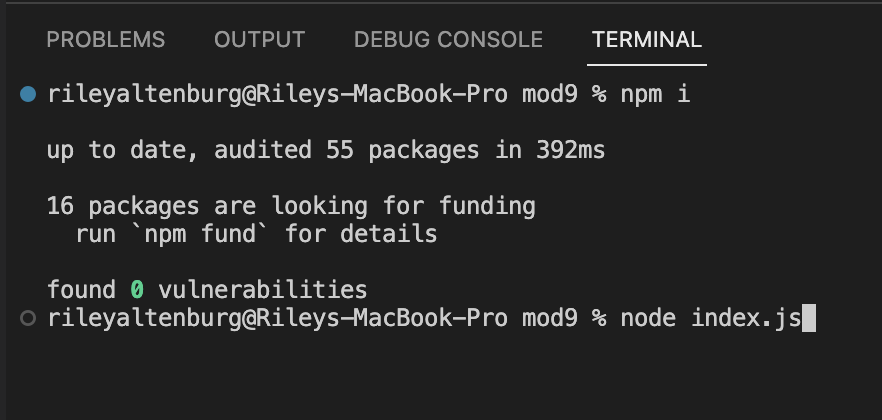 PROBLEMS OUTPUT DEBUG CONSOLE TERMINAL
rileyaltenburg@Rileys-MacBook-Pro mod9 % npm i
up to date, audited 55 packages in 392ms
16 packages are looking for funding
run `npm fund` for details
found 0 vulnerabilities
rileyaltenburg@Rileys-MacBook-Pro mod9 % node index.js